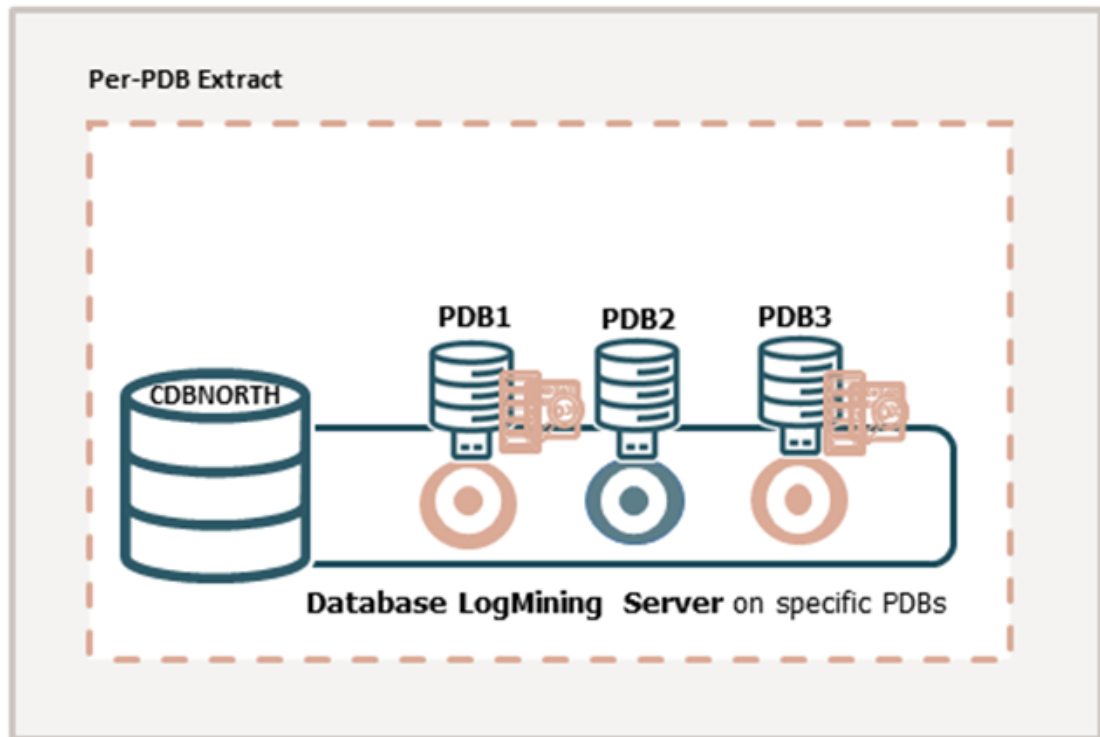 Per-PDB Extract
PDB1 PDB2 PDB3
CDBNORTH
Database LogMining Server on specific PDBs